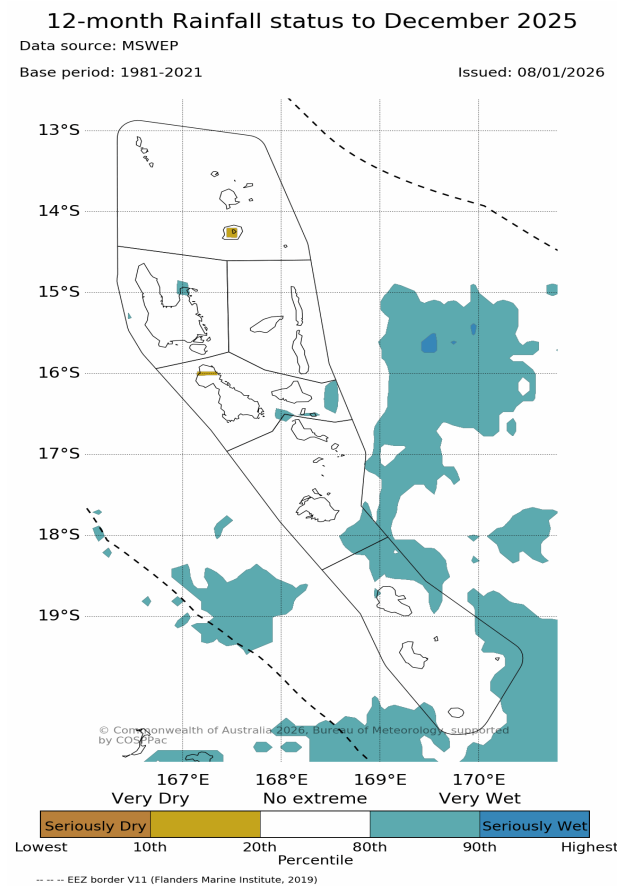 12-month Rainfall status to December 2025
Data source: MSWEP
Base period: 1981-2021
Issued: 08/01/2026
13°S
14°S
15°S
16°S
17°S
18°S
19°S
© Commonwealth of Australia 2026, Bureau of Meteorology, supported
by COSPPac
167°E 168°E 169°E 170°E
Very Dry No extreme Very Wet
Seriously Dry Seriously Wet
Lowest 10th 20th 80th 90th Highest
Percentile
-- -- -- EEZ border V11 (Flanders Marine Institute, 2019)